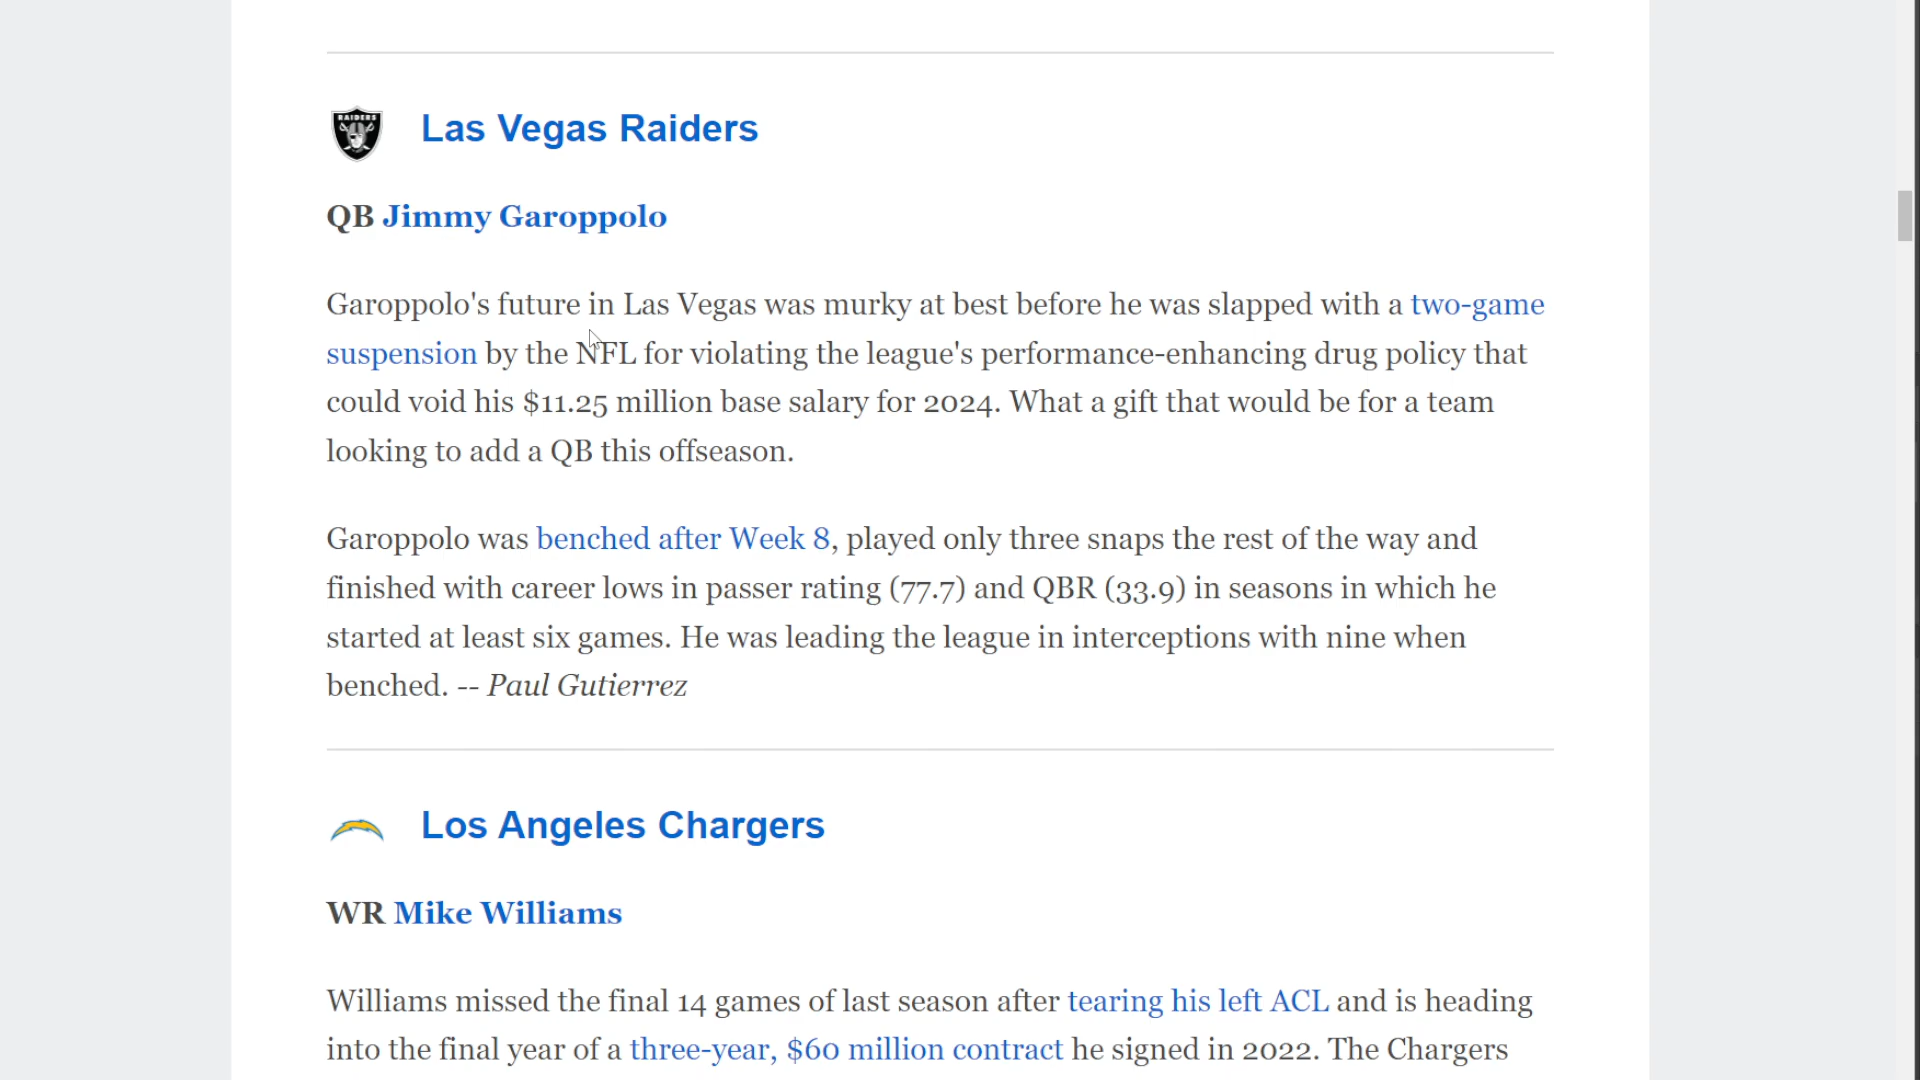 RAIDERS
Las Vegas Raiders
QB Jimmy Garoppolo
Garoppolo's future in Las Vegas was murky at best before he was slapped with a two-game
suspension by the NFL for violating the league's performance-enhancing drug policy that
could void his $11.25 million base salary for 2024. What a gift that would be for a team
looking to add a QB this offseason.
Garoppolo was benched after Week 8, played only three snaps the rest of the way and
finished with career lows in passer rating (77.7) and QBR (33.9) in seasons in which he
started at least six games. He was leading the league in interceptions with nine when
benched. -- Paul Gutierrez
Los Angeles Chargers
WR Mike Williams
Williams missed the final 14 games of last season after tearing his left ACL and is heading
into the final year of a three-year, $60 million contract he signed in 2022. The Chargers